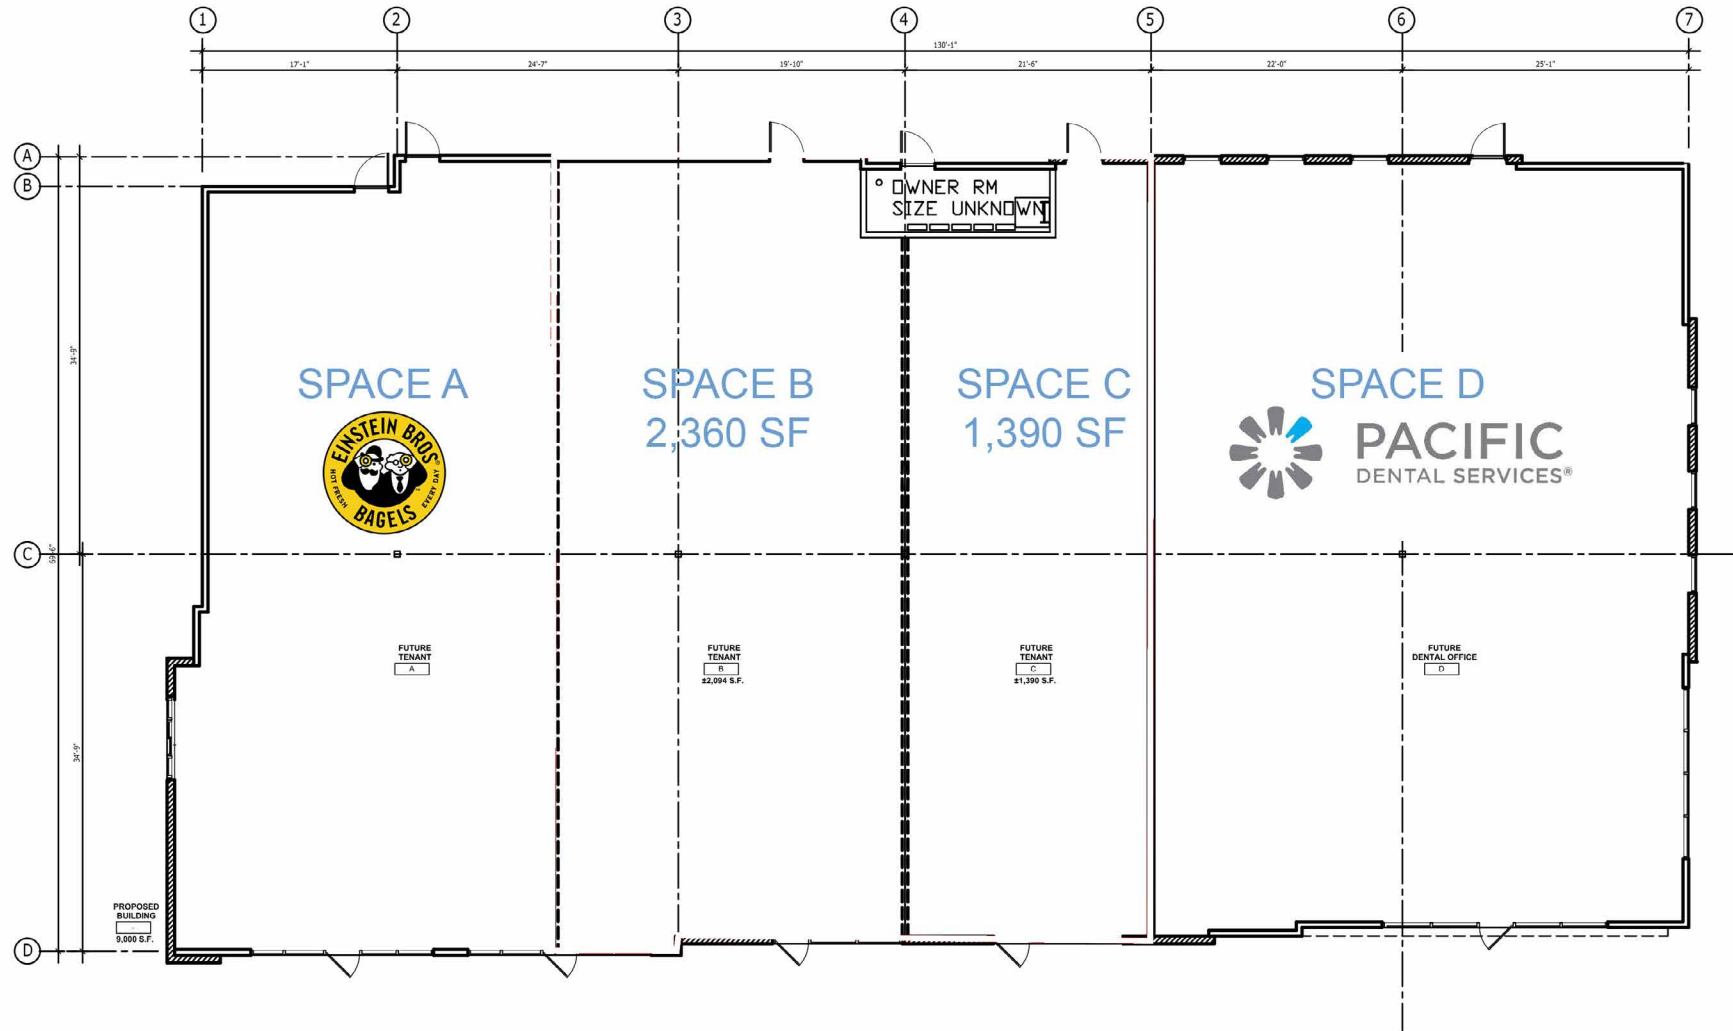 1 2 3 4 5 6 7
130'-1"
17'-1" 24'-7" 19'-10" 21'-6" 22'-0" 25'-1"
A
B
OWNER RM
SIZE UNKNOWN
34'-9"
SPACE A
SPACE B
2,360 SF
SPACE C
1,390 SF
SPACE D
EINSTEIN BROS®
HOT FRESH
EVERY DAY
BAGELS
PACIFIC
DENTAL SERVICES®
C
69'-6"
FUTURE
TENANT
A
FUTURE
TENANT
B
±2,094 S.F.
FUTURE
TENANT
C
±1,390 S.F.
FUTURE
DENTAL OFFICE
D
34'-9"
PROPOSED
BUILDING
-
9,000 S.F.
D